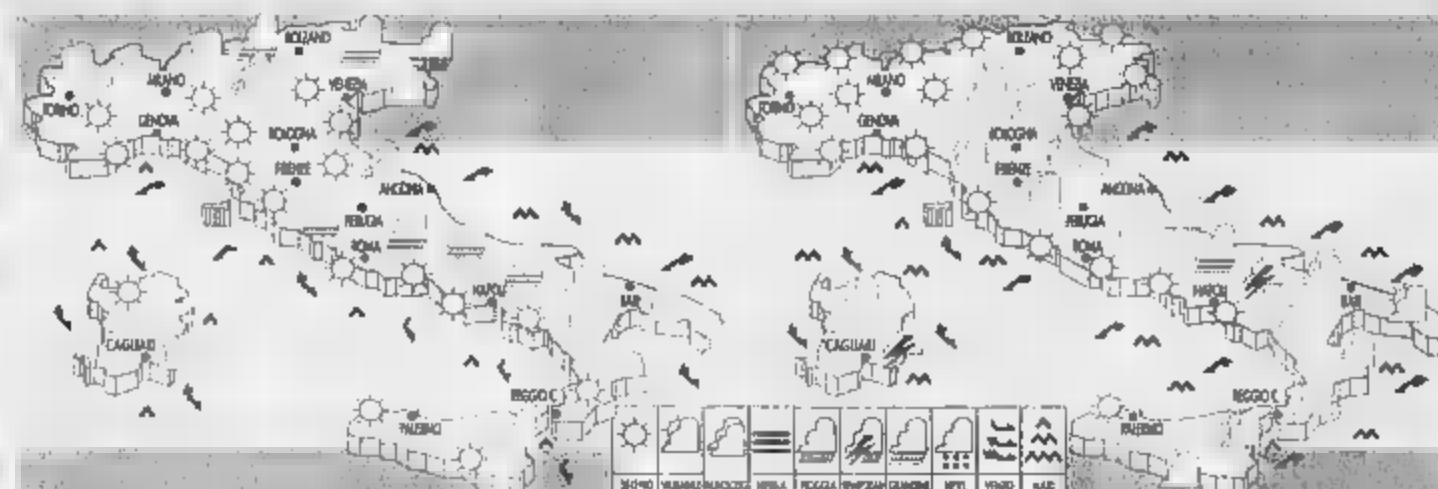 BOLZANO
MILANO
VENEZIA
TORINO
GENOVA
BOLOGNA
FIRENZE
ANCONA
PERUGIA
ROMA
NAPOLI
BARI
CAGLIARI
REGGIO C.
PALERMO
BOLZANO
MILANO
VENEZIA
TORINO
GENOVA
BOLOGNA
FIRENZE
ANCONA
PERUGIA
ROMA
NAPOLI
BARI
CAGLIARI
REGGIO C.
PALERMO
NEBBIA PIOGGIA NEVE VENTO MARE